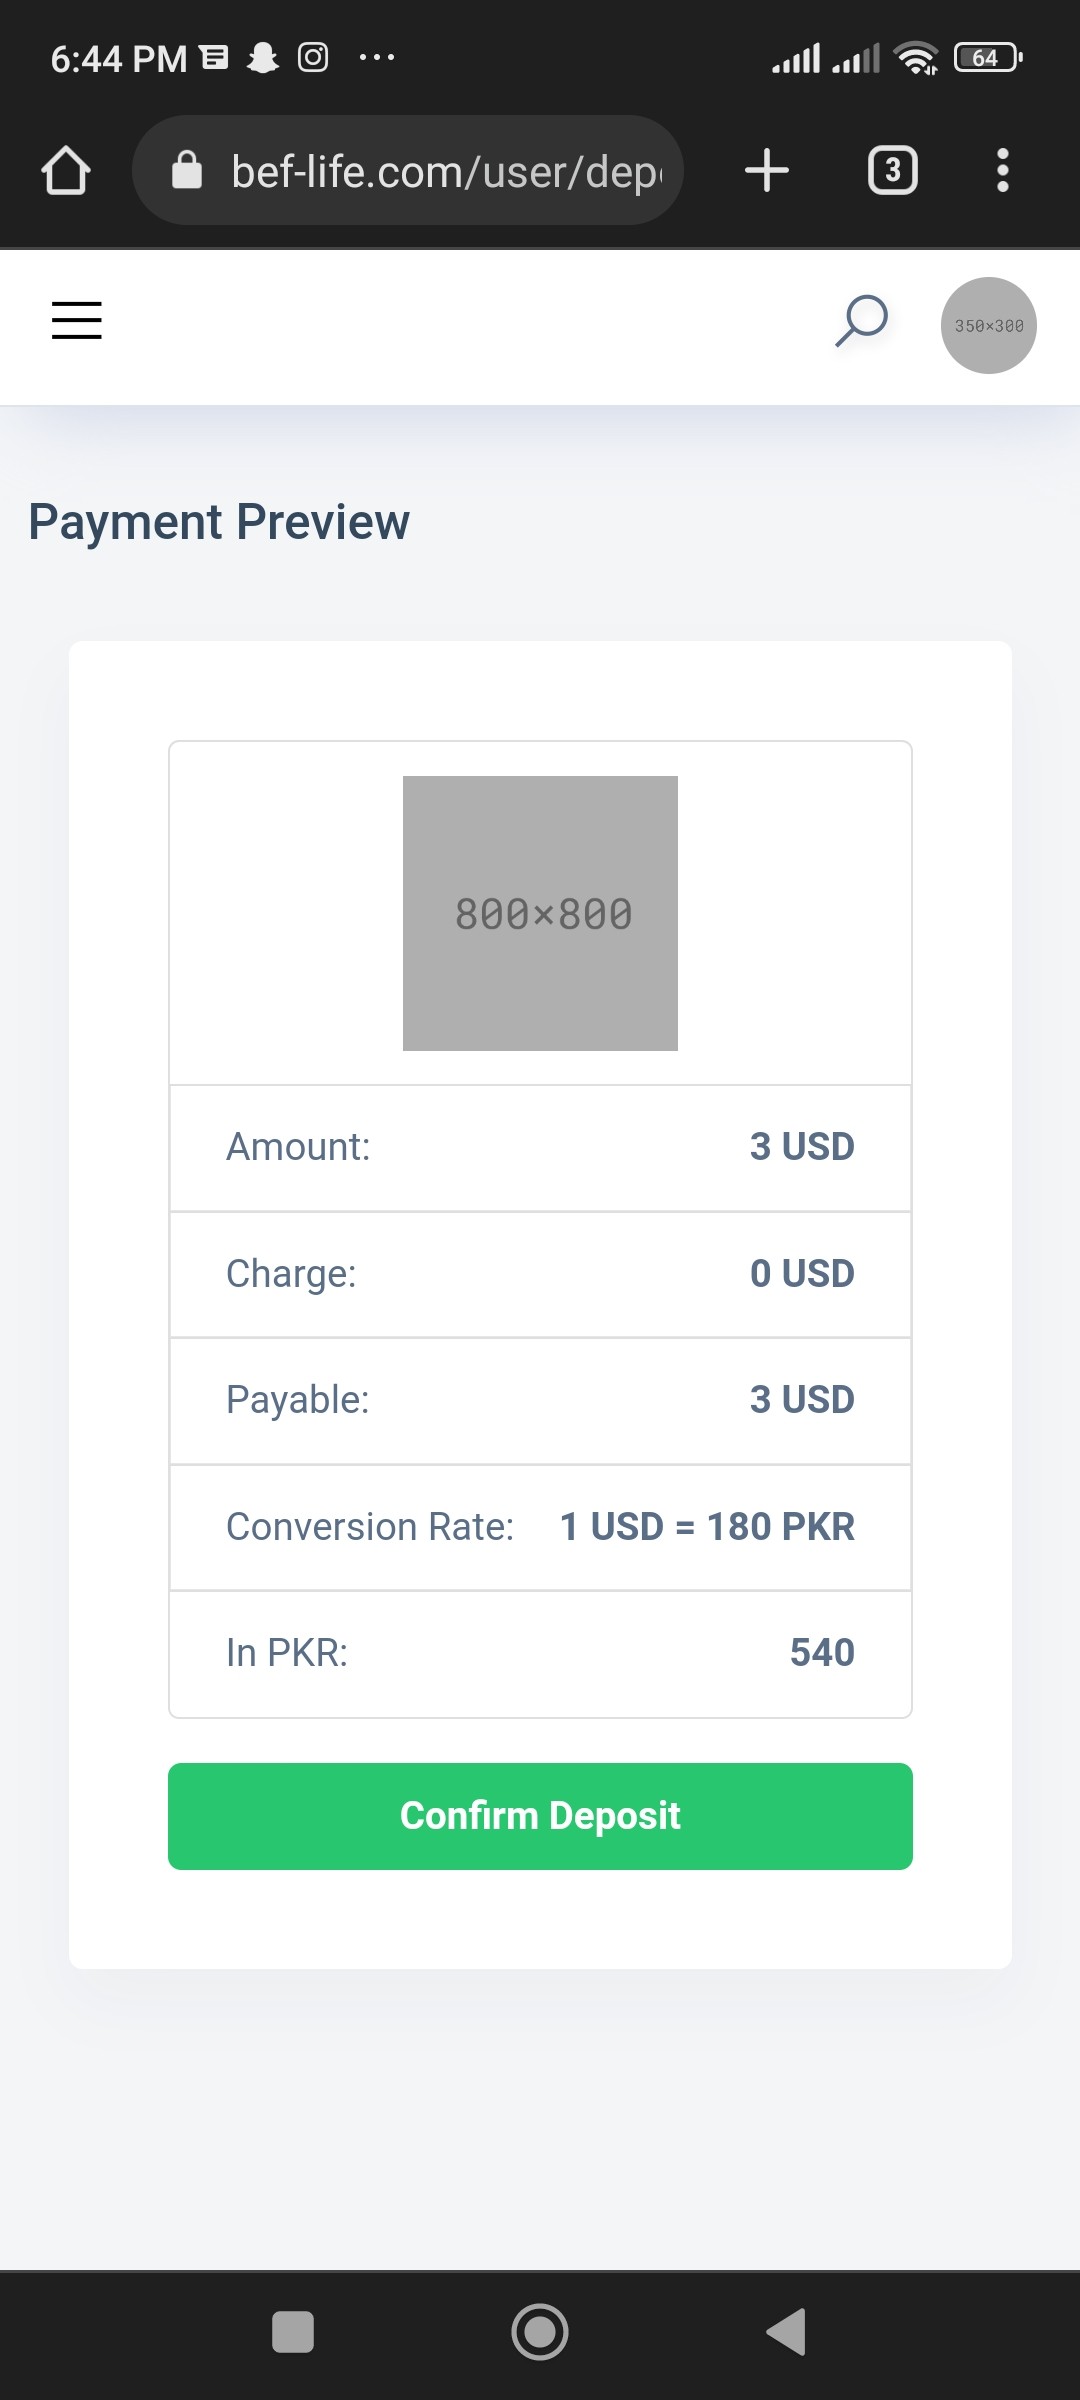 6:44 PM
64
bef-life.com/user/dep
3
350×300
Payment Preview
800×800
Amount: 3 USD
Charge: 0 USD
Payable: 3 USD
Conversion Rate: 1 USD = 180 PKR
In PKR: 540
Confirm Deposit